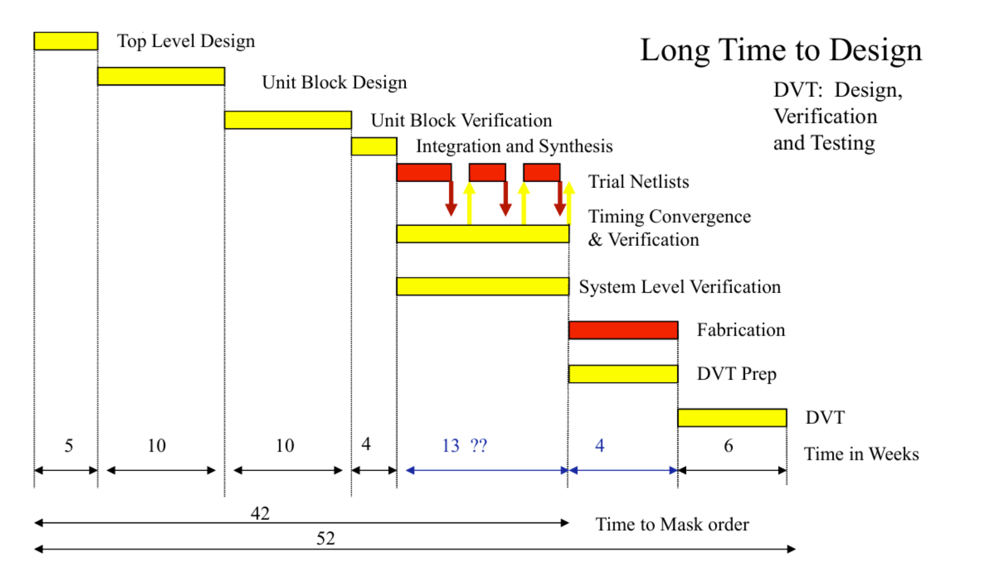 Long Time to Design
Top Level Design
Unit Block Design
DVT:  Design,
Verification
and Testing
Unit Block Verification
Integration and Synthesis
Trial Netlists
Timing Convergence
& Verification
System Level Verification
Fabrication
DVT Prep
DVT
5 10 10 4 13 ?? 4 6
Time in Weeks
42
Time to Mask order
52